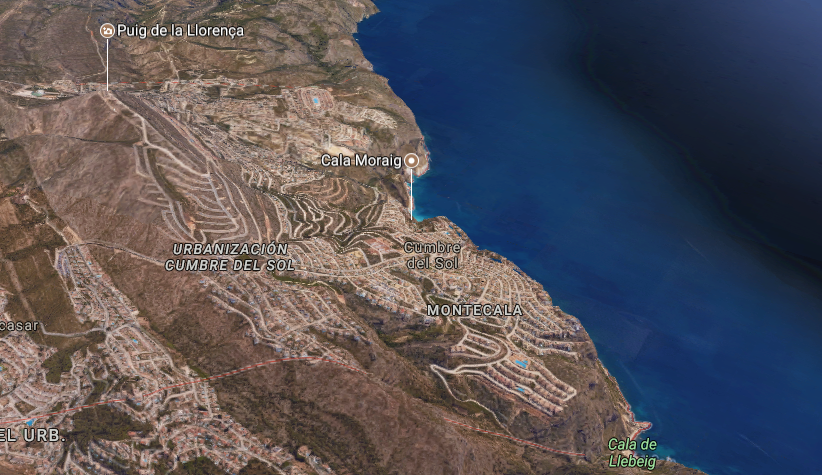 Puig de la Llorença
Cala Moraig
URBANIZACIÓN
CUMBRE DEL SOL
Cumbre
del Sol
MONTECALA
casar
EL URB.
Cala de
Llebeig